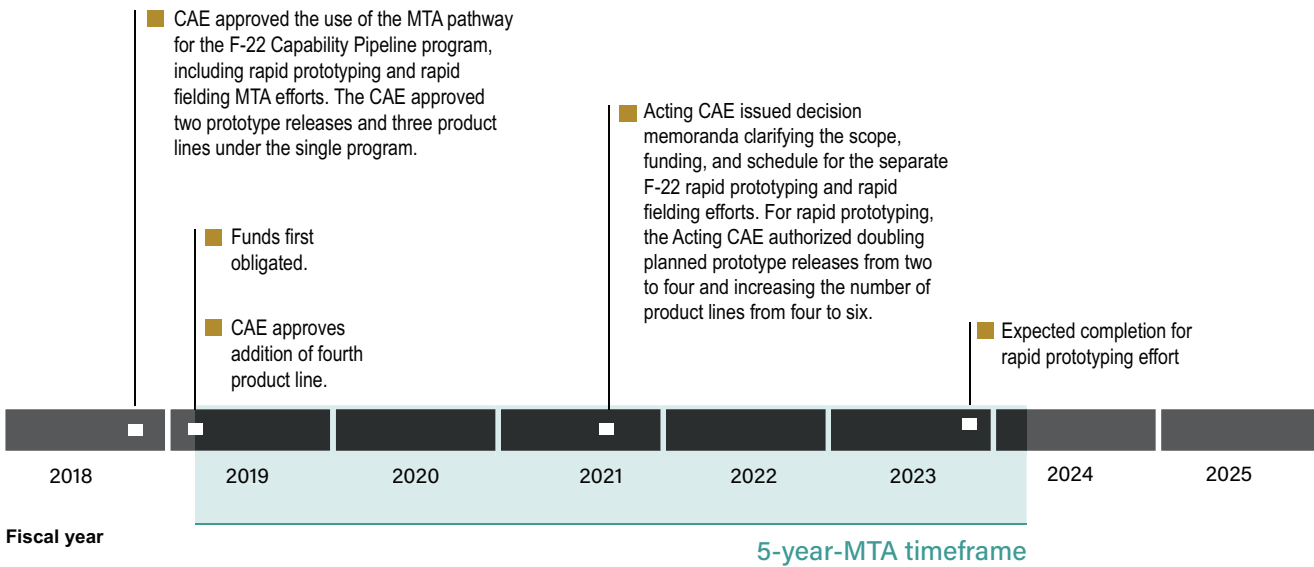 CAE approved the use of the MTA pathway
for the F-22 Capability Pipeline program,
including rapid prototyping and rapid
fielding MTA efforts. The CAE approved
two prototype releases and three product
lines under the single program.
Funds first
obligated.
CAE approves
addition of fourth
product line.
Acting CAE issued decision
memoranda clarifying the scope,
funding, and schedule for the separate
F-22 rapid prototyping and rapid
fielding efforts. For rapid prototyping,
the Acting CAE authorized doubling
planned prototype releases from two
to four and increasing the number of
product lines from four to six.
Expected completion for
rapid prototyping effort
2018 2019 2020 2021 2022 2023 2024 2025
Fiscal year
5-year-MTA timeframe